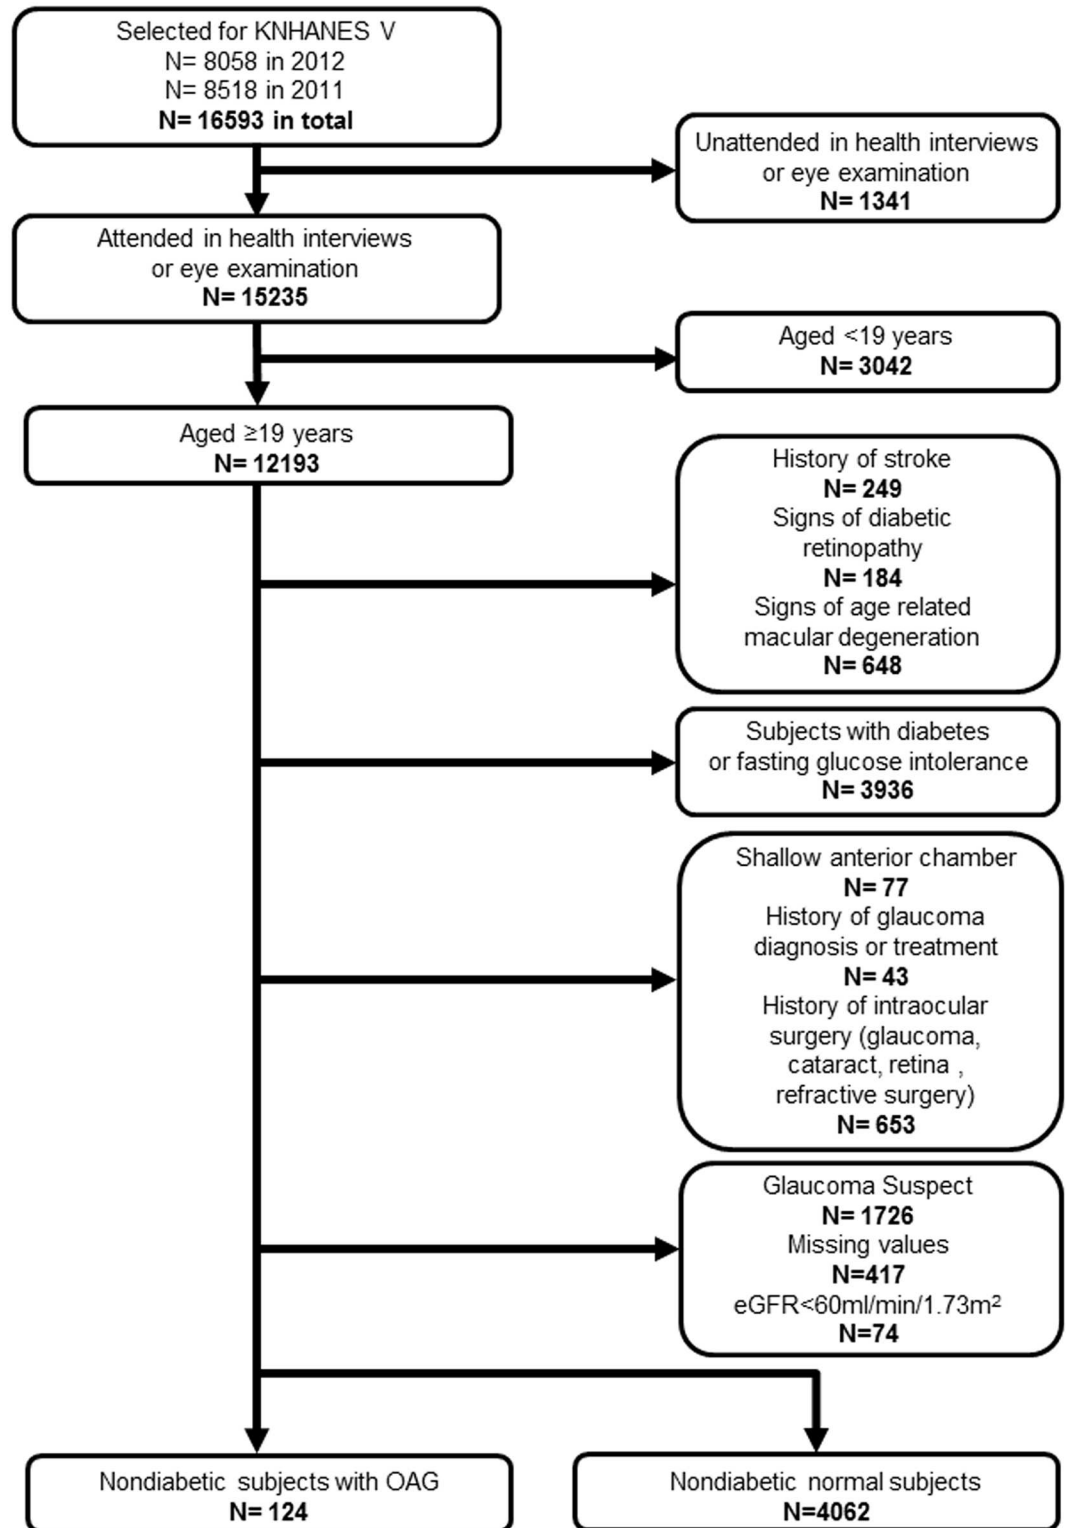 Selected for KNHANES V
N= 8058 in 2012
N= 8518 in 2011
N= 16593 in total
Unattended in health interviews
or eye examination
N= 1341
Attended in health interviews
or eye examination
N= 15235
Aged <19 years
N= 3042
Aged ≥19 years
N= 12193
History of stroke
N= 249
Signs of diabetic
retinopathy
N= 184
Signs of age related
macular degeneration
N= 648
Subjects with diabetes
or fasting glucose intolerance
N= 3936
Shallow anterior chamber
N= 77
History of glaucoma
diagnosis or treatment
N= 43
History of intraocular
surgery (glaucoma,
cataract, retina ,
refractive surgery)
N= 653
Glaucoma Suspect
N= 1726
Missing values
N=417
eGFR<60ml/min/1.73m²
N=74
Nondiabetic subjects with OAG
N= 124
Nondiabetic normal subjects
N=4062